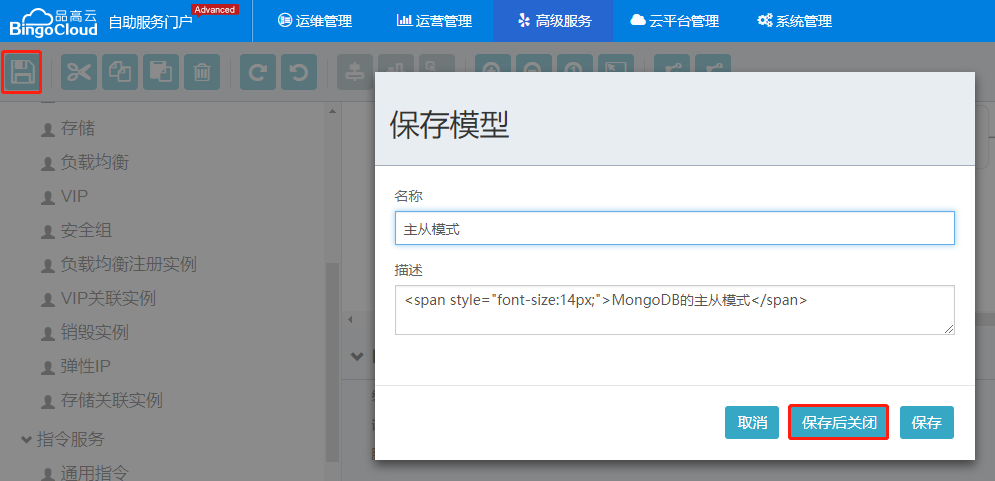 品高云
BingoCloud
自助服务门户
Advanced
运维管理
运营管理
高级服务
云平台管理
系统管理
存储
负载均衡
VIP
安全组
负载均衡注册实例
VIP关联实例
销毁实例
弹性IP
存储关联实例
指令服务
通用指令
保存模型
名称
主从模式
描述
<span style="font-size:14px;">MongoDB的主从模式</span>
取消
保存后关闭
保存